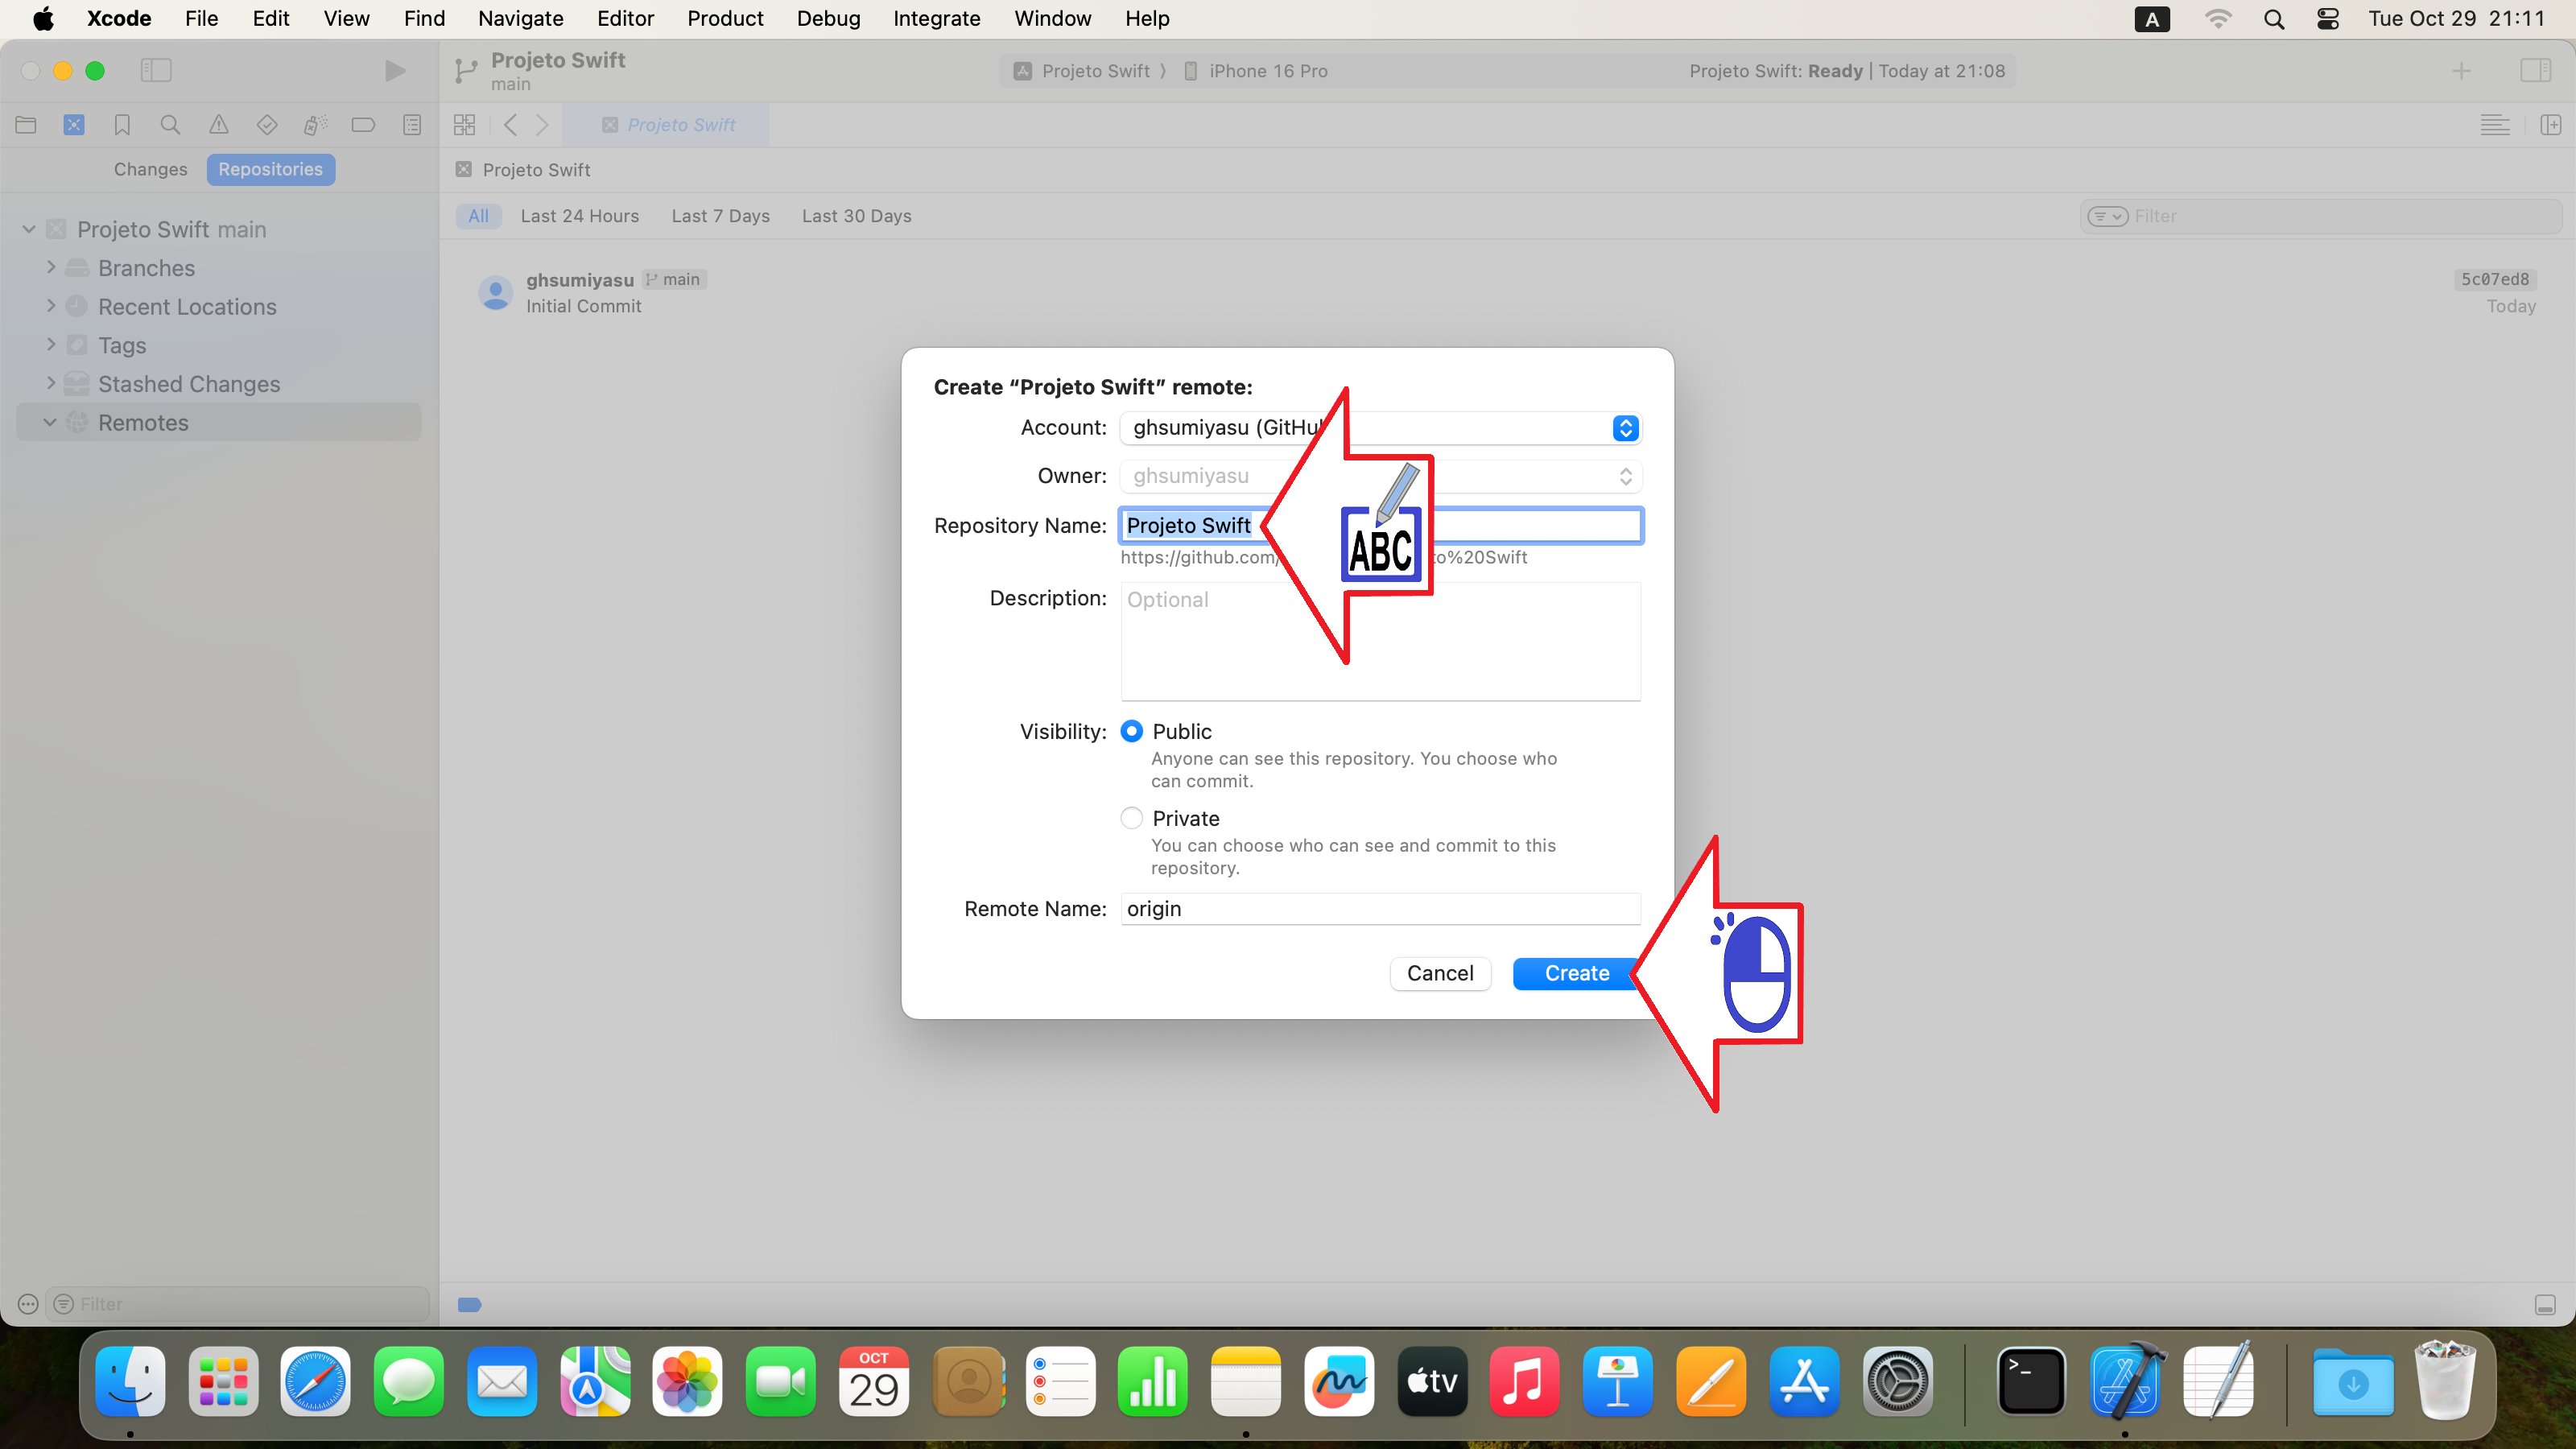 Xcode File Edit View Find Navigate Editor Product Debug Integrate Window Help A Tue Oct 29 21:11
Projeto Swift
main
Projeto Swift iPhone 16 Pro
Projeto Swift: Ready | Today at 21:08
Projeto Swift
Changes Repositories
Projeto Swift
All Last 24 Hours Last 7 Days Last 30 Days
Filter
Projeto Swift main
Branches
Recent Locations
Tags
Stashed Changes
Remotes
ghsumiyasu main
Initial Commit
5c07ed8
Today
Create “Projeto Swift” remote:
Account: ghsumiyasu
Owner: ghsumiyasu
Repository Name: Projeto Swift
https://github.com/ o%20Swift
ABC
Description: Optional
Visibility: Public
Anyone can see this repository. You choose who
can commit.
Private
You can choose who can see and commit to this
repository.
Remote Name: origin
Cancel Create
Filter
OCT
29
tv
>_